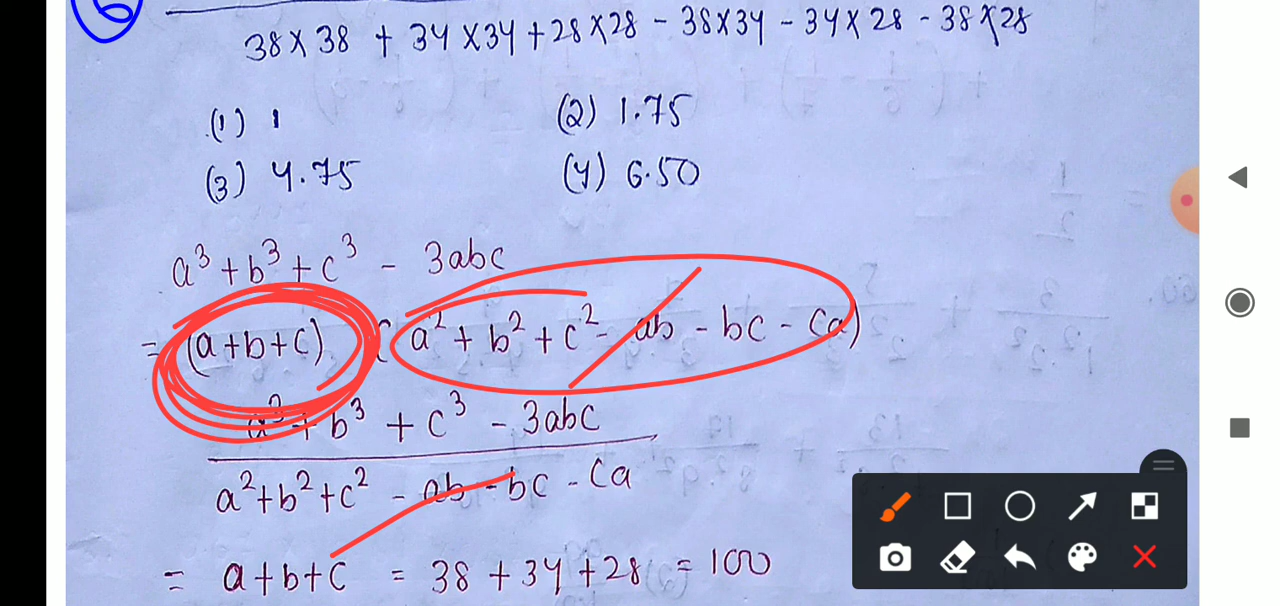 38 x 38 + 34 x 34 + 28 x 28 - 38 x 34 - 34 x 28 - 38 x 28
(1) 1 (2) 1.75
(3) 4.75 (4) 6.50
a³ + b³ + c³ - 3abc
= (a + b + c) (a² + b² + c² - ab - bc - ca)
a³ + b³ + c³ - 3abc
a² + b² + c² - ab - bc - ca
= a + b + c = 38 + 34 + 28 = 100